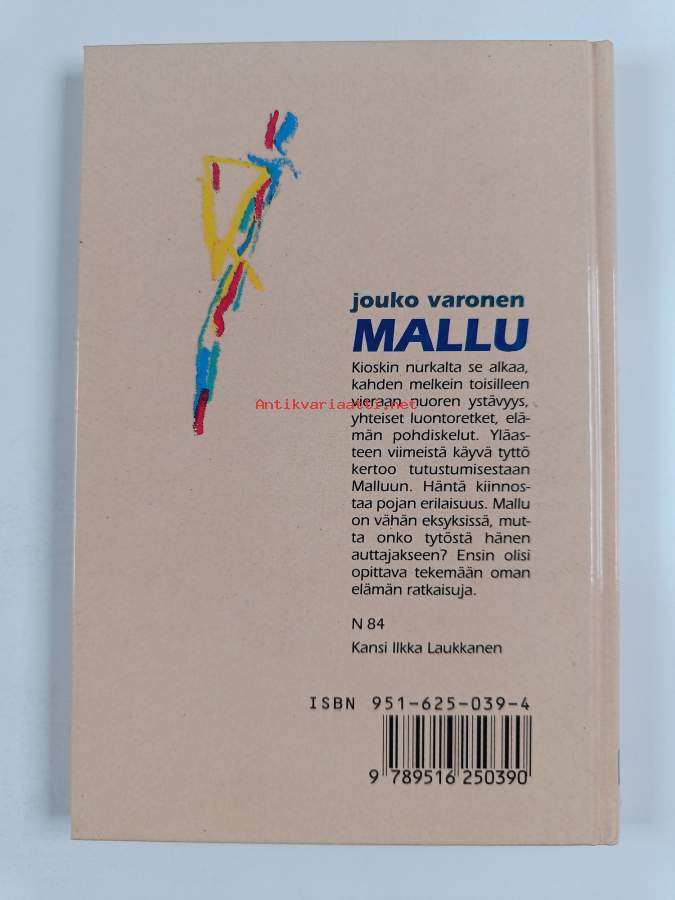 jouko varonen
MALLU
Kioskin nurkalta se alkaa,
kahden melkein toisilleen
vieraan nuoren ystävyys,
Antikvariaatti.net
yhteiset luontoretket, elä-
män pohdiskelut. Yläas-
teen viimeistä käyvä tyttö
kertoo tutustumisestaan
Malluun. Häntä kiinnos-
taa pojan erilaisuus. Mallu
on vähän eksyksissä, mut-
ta onko tytöstä hänen
auttajakseen? Ensin olisi
opittava tekemään oman
elämän ratkaisuja.
N 84
Kansi Ilkka Laukkanen
ISBN 951-625-039-4
9 789516 250390